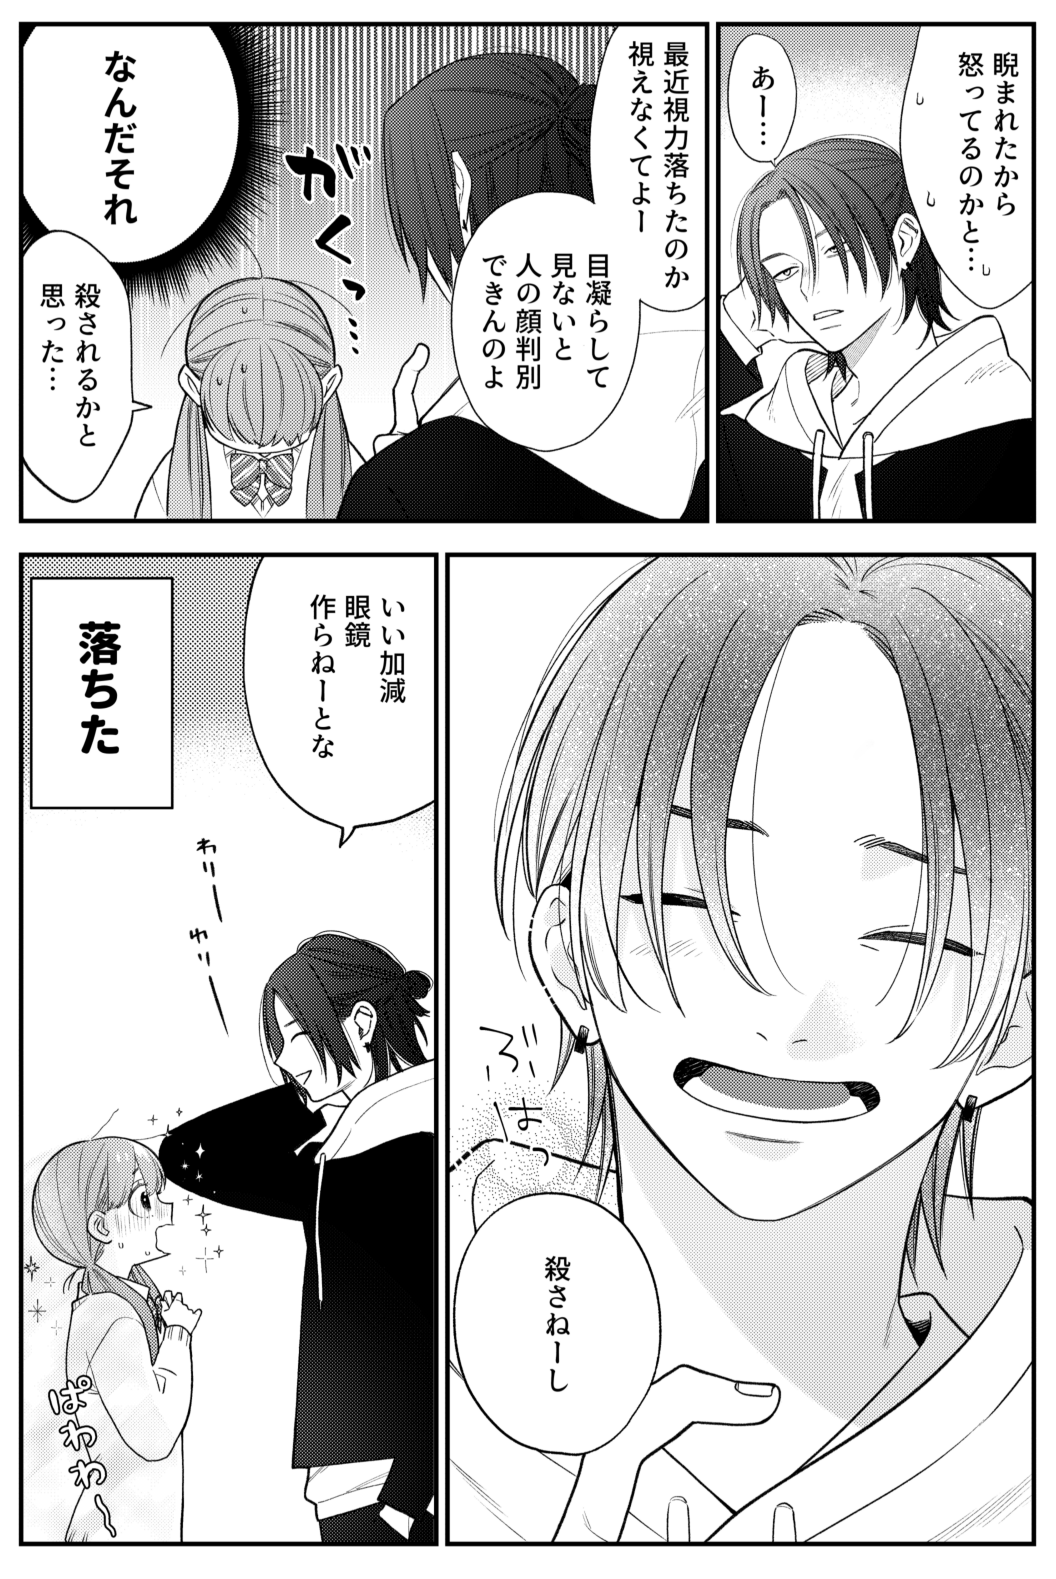 睨まれたから
怒ってるのかと…
あー…
最近視力落ちたのか
視えなくてよー
目凝らして
見ないと
人の顔判別
できんのよ
がくっ…
なんだそれ
殺されるかと
思った…
ぶはっ
殺さねーし
いい加減
眼鏡
作らねーとな
落ちた
わりー
わりー
ぱわわ〜